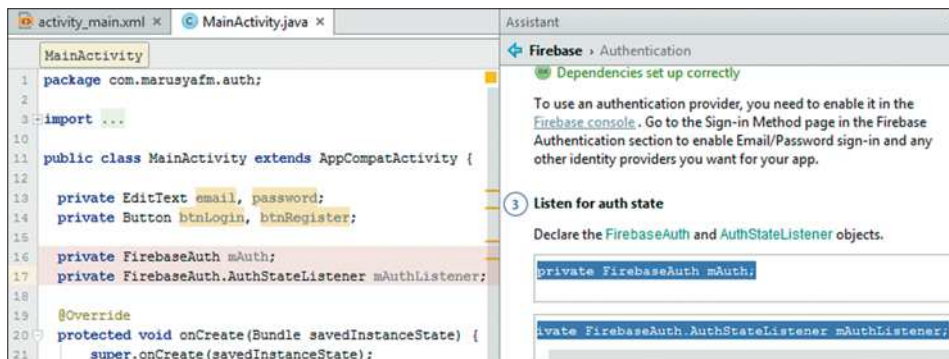 activity_main.xml ×
MainActivity.java ×
MainActivity
1 package com.marusyafm.auth;
2
3 import ...
10
11 public class MainActivity extends AppCompatActivity {
12
13 private EditText email, password;
14 private Button btnLogin, btnRegister;
15
16 private FirebaseAuth mAuth;
17 private FirebaseAuth.AuthStateListener mAuthListener;
18
19 @Override
20 protected void onCreate(Bundle savedInstanceState) {
21 super.onCreate(savedInstanceState);
Assistant
Firebase › Authentication
Dependencies set up correctly
To use an authentication provider, you need to enable it in the
Firebase console. Go to the Sign-in Method page in the Firebase
Authentication section to enable Email/Password sign-in and any
other identity providers you want for your app.
3 Listen for auth state
Declare the FirebaseAuth and AuthStateListener objects.
private FirebaseAuth mAuth;
ivate FirebaseAuth.AuthStateListener mAuthListener;